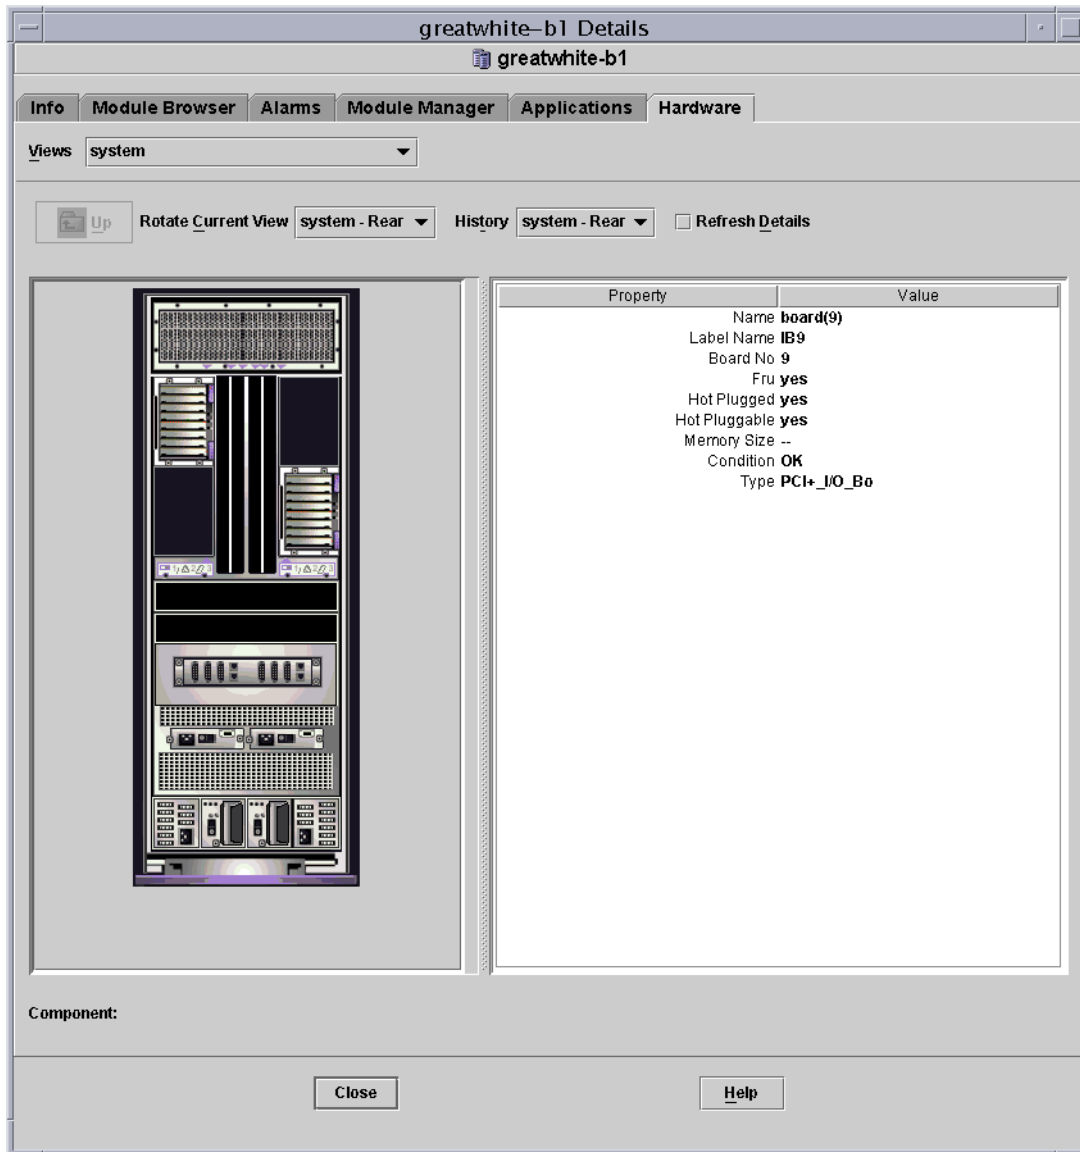 greatwhite–b1 Details
greatwhite-b1
Info Module Browser Alarms Module Manager Applications Hardware
Views system
Up Rotate Current View system - Rear History system - Rear Refresh Details
Property Value
Name board(9)
Label Name IB9
Board No 9
Fru yes
Hot Plugged yes
Hot Pluggable yes
Memory Size --
Condition OK
Type PCI+_I/O_Bo
Component:
Close Help